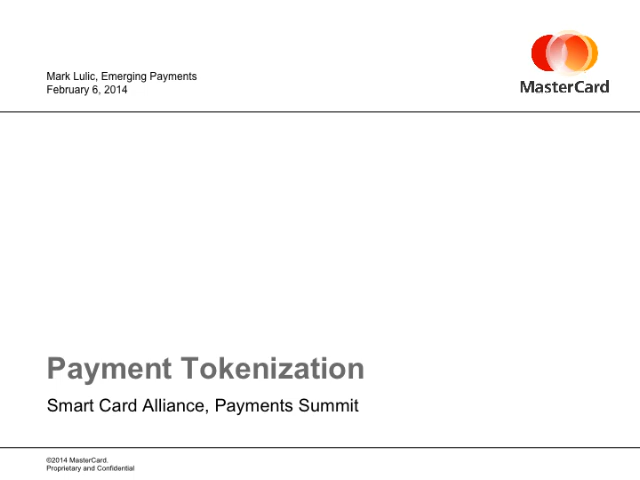 Mark Lulic, Emerging Payments
February 6, 2014
MasterCard
Payment Tokenization
Smart Card Alliance, Payments Summit
©2014 MasterCard.
Proprietary and Confidential